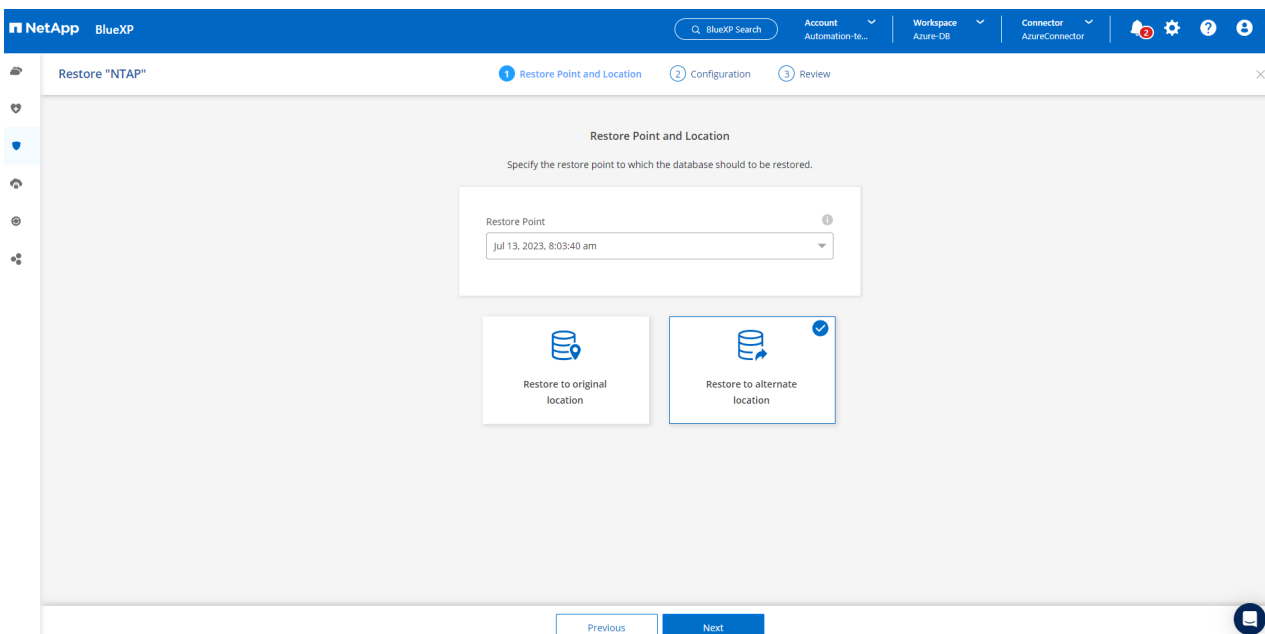 NetApp BlueXP
BlueXP Search
Account
Automation-te...
Workspace
Azure-DB
Connector
AzureConnector
2
Restore "NTAP"
1 Restore Point and Location
2 Configuration
3 Review
Restore Point and Location
Specify the restore point to which the database should to be restored.
Restore Point
Jul 13, 2023, 8:03:40 am
Restore to original
location
Restore to alternate
location
Previous
Next